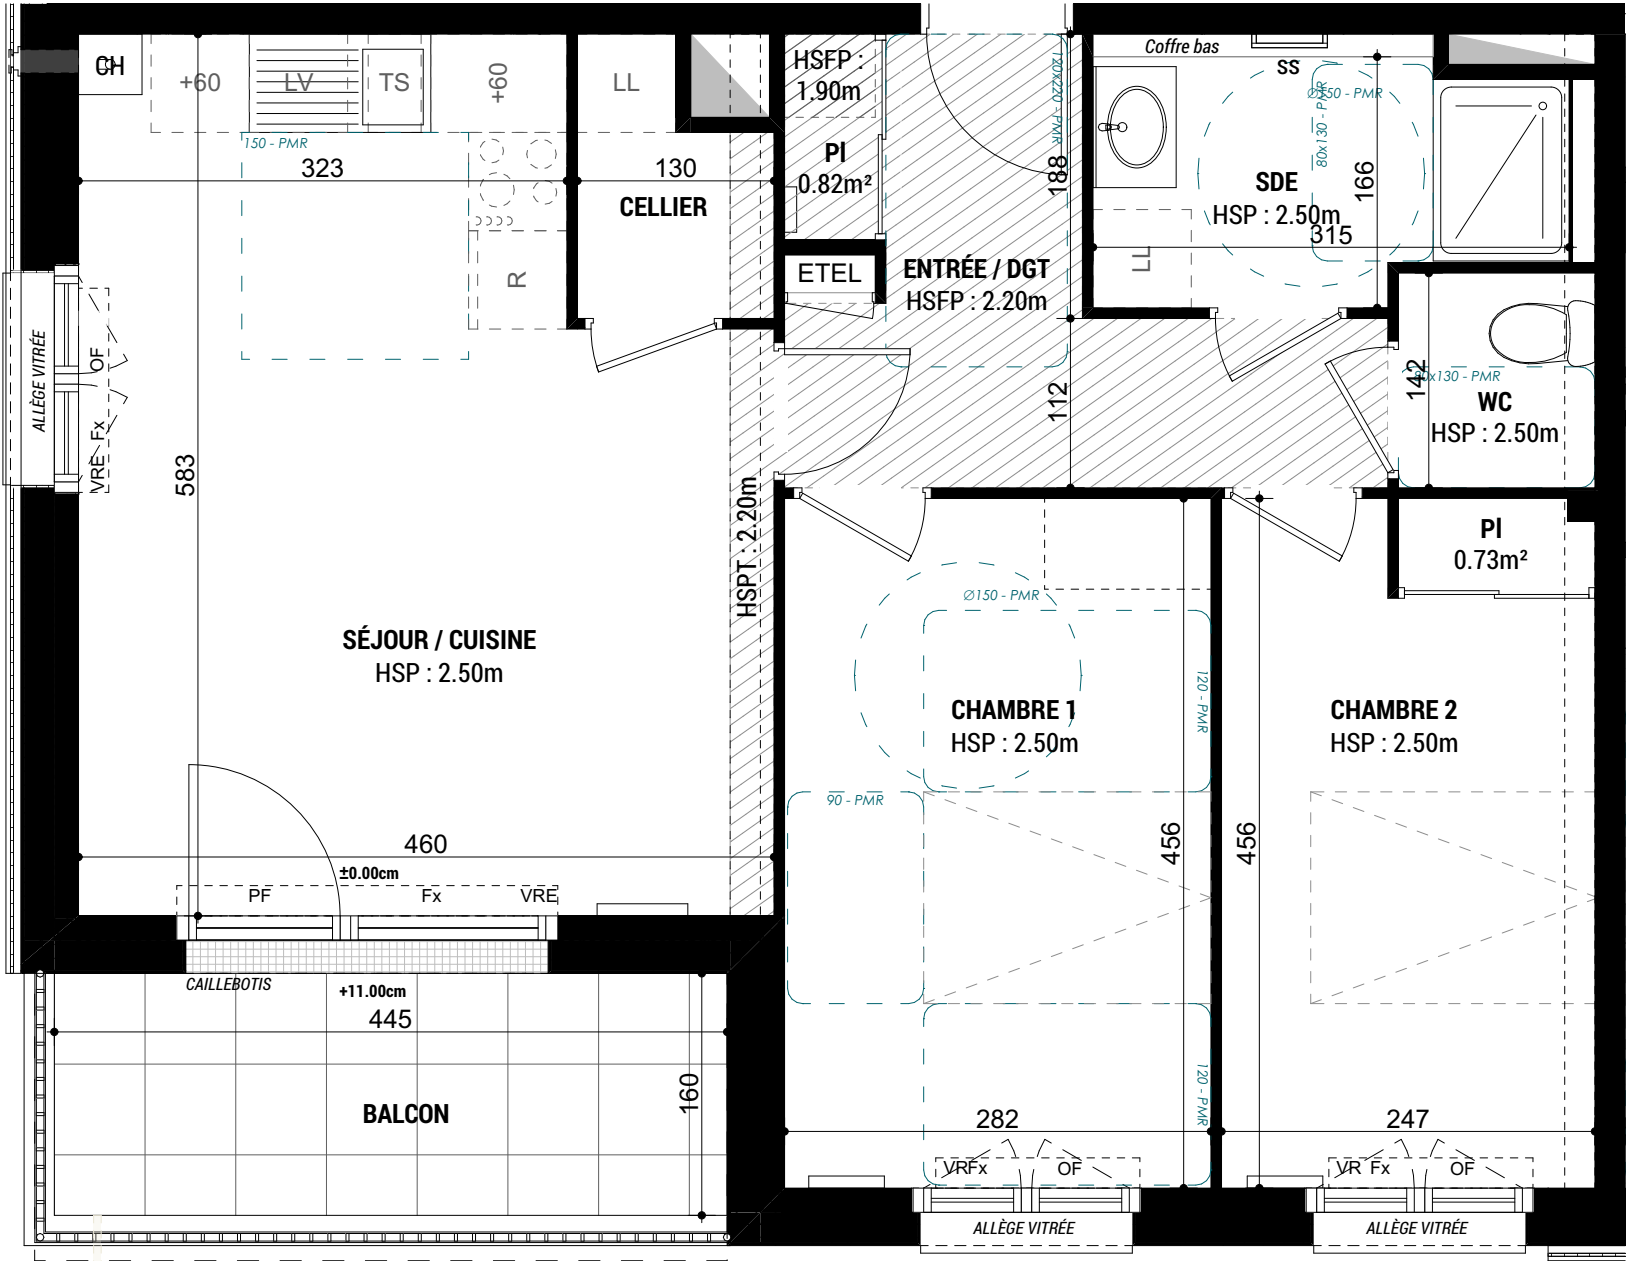 Coffre bas
CH
+60
LV
TS
+60
LL
HSFP :
1.90m
Pl
0.82m²
120x220 - PMR
188
SS
Ø150 - PMR
80x130 - PMR
166
SDE
HSP : 2.50m
315
LL
150 - PMR
323
130
CELLIER
R
ETEL
ENTRÉE / DGT
HSFP : 2.20m
ALLÈGE VITRÉE
OF
Fx
VRE
583
112
142
80x130 - PMR
WC
HSP : 2.50m
HSPT : 2.20m
Pl
0.73m²
Ø150 - PMR
SÉJOUR / CUISINE
HSP : 2.50m
120 - PMR
CHAMBRE 1
HSP : 2.50m
CHAMBRE 2
HSP : 2.50m
90 - PMR
456
456
460
±0.00cm
PF
Fx
VRE
CAILLEBOTIS
+11.00cm
445
160
BALCON
120 - PMR
282
247
VR
Fx
OF
VR
Fx
OF
ALLÈGE VITRÉE
ALLÈGE VITRÉE